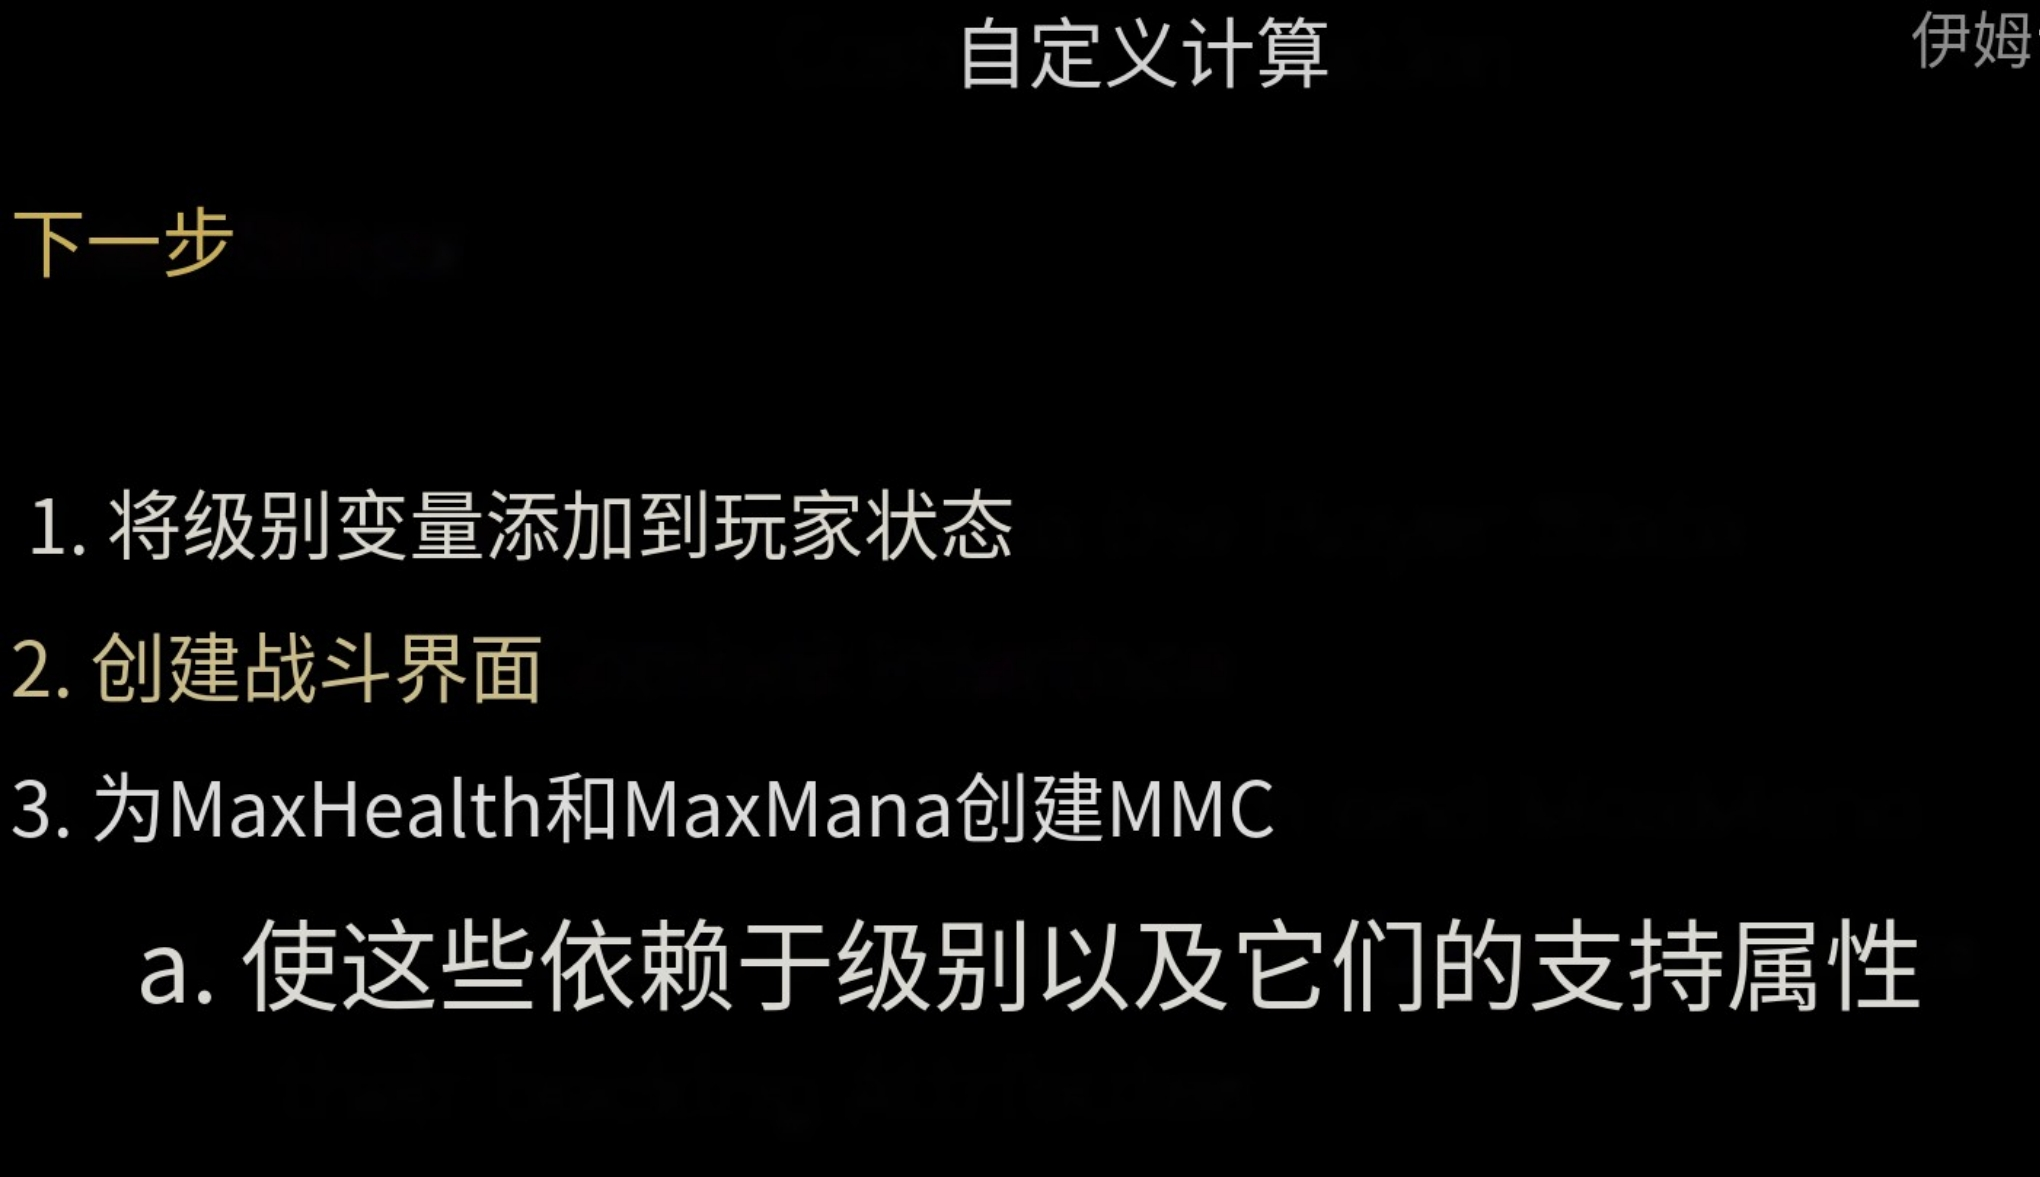 自定义计算
伊姆
下一步
1. 将级别变量添加到玩家状态
2. 创建战斗界面
3. 为MaxHealth和MaxMana创建MMC
a. 使这些依赖于级别以及它们的支持属性